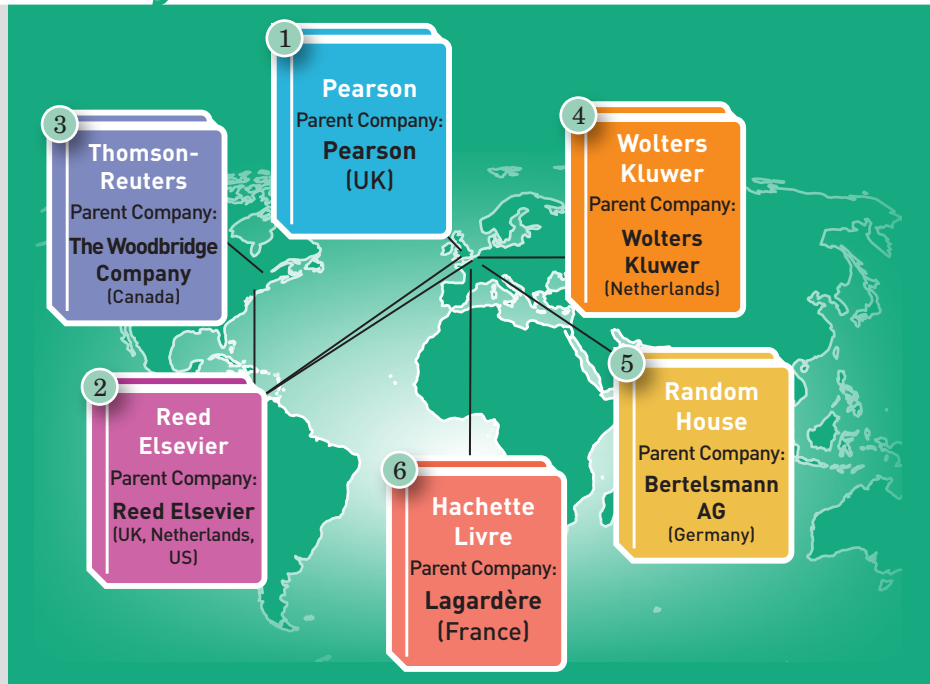 1
Pearson
Parent Company:
Pearson
(UK)
2
Reed
Elsevier
Parent Company:
Reed Elsevier
(UK, Netherlands,
US)
3
Thomson-
Reuters
Parent Company:
The Woodbridge
Company
(Canada)
4
Wolters
Kluwer
Parent Company:
Wolters
Kluwer
(Netherlands)
5
Random
House
Parent Company:
Bertelsmann
AG
(Germany)
6
Hachette
Livre
Parent Company:
Lagardère
(France)